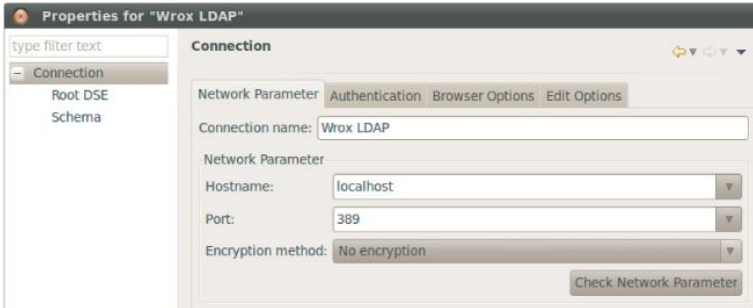 Properties for "Wrox LDAP"
type filter text
Connection
Root DSE
Schema
Connection
Network Parameter Authentication Browser Options Edit Options
Connection name: Wrox LDAP
Network Parameter
Hostname: localhost
Port: 389
Encryption method: No encryption
Check Network Parameter